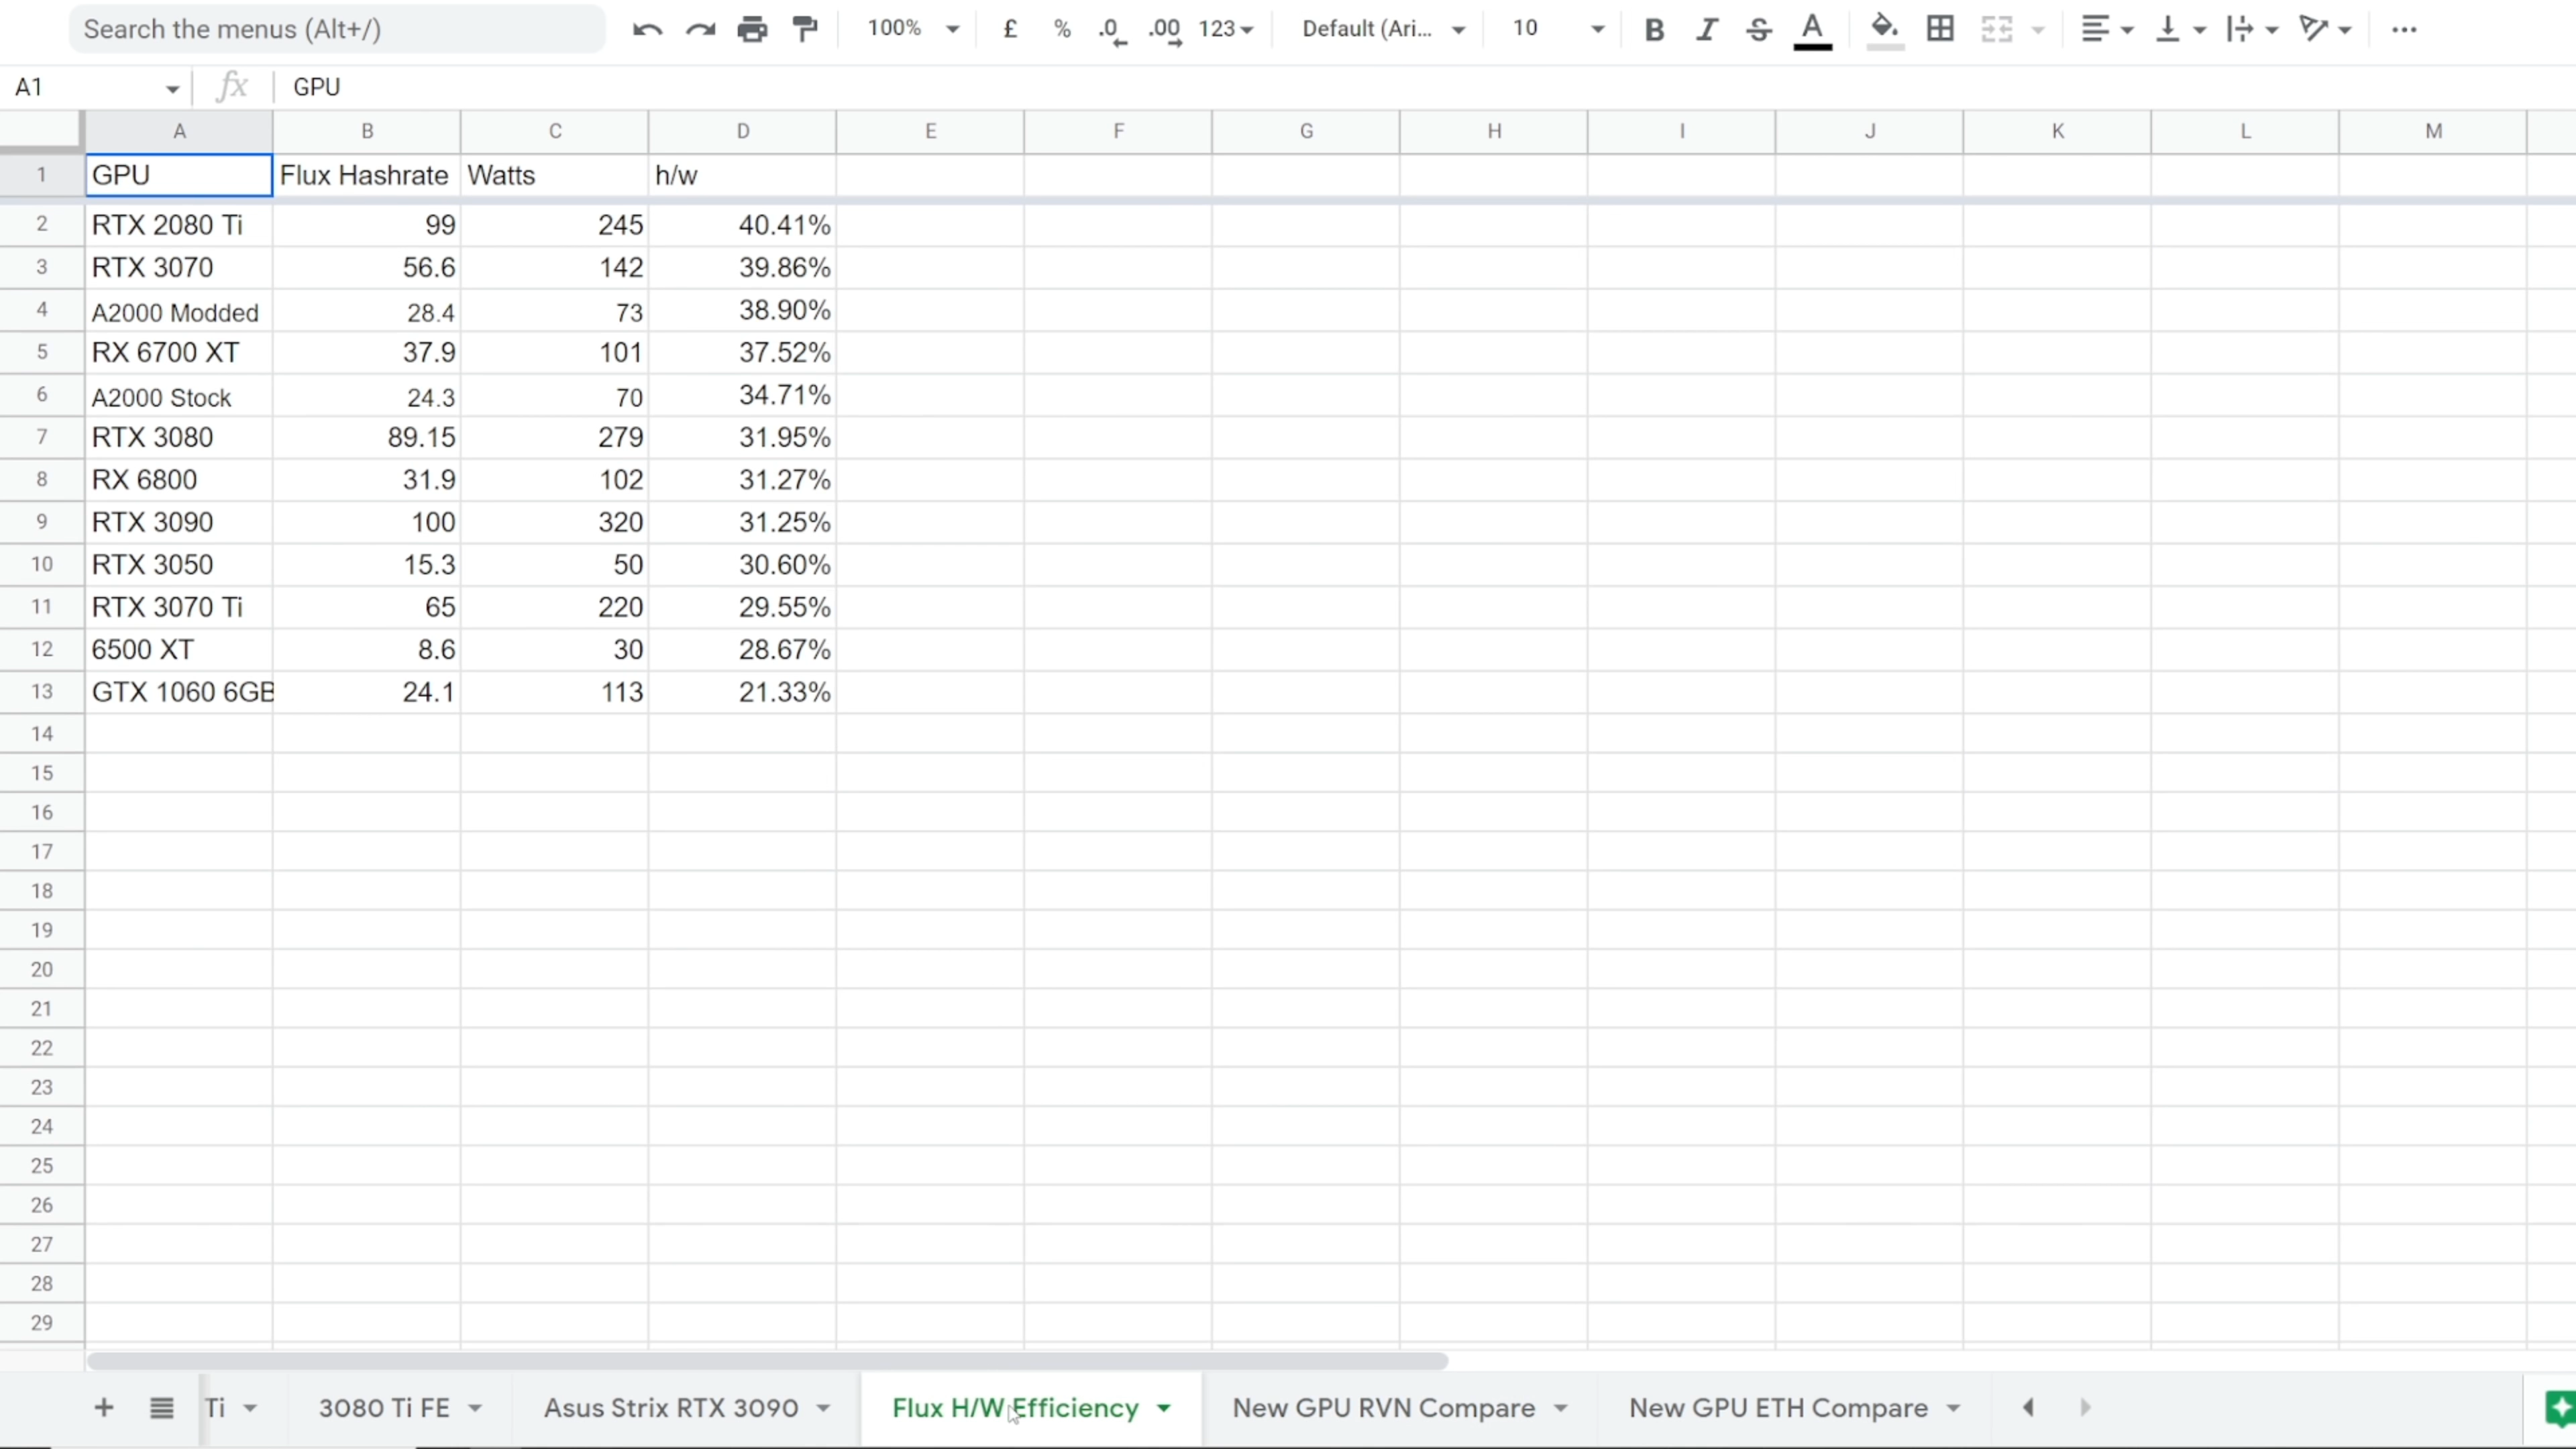 Search the menus (Alt+/) 100% £ % .0 .00 123 Default (Ari... 10 B I S A
A1 fx GPU
A B C D E F G H I J K L M
1 GPU Flux Hashrate Watts h/w
2 RTX 2080 Ti 99 245 40.41%
3 RTX 3070 56.6 142 39.86%
4 A2000 Modded 28.4 73 38.90%
5 RX 6700 XT 37.9 101 37.52%
6 A2000 Stock 24.3 70 34.71%
7 RTX 3080 89.15 279 31.95%
8 RX 6800 31.9 102 31.27%
9 RTX 3090 100 320 31.25%
10 RTX 3050 15.3 50 30.60%
11 RTX 3070 Ti 65 220 29.55%
12 6500 XT 8.6 30 28.67%
13 GTX 1060 6GB 24.1 113 21.33%
14
15
16
17
18
19
20
21
22
23
24
25
26
27
28
29
Ti 3080 Ti FE Asus Strix RTX 3090 Flux H/W Efficiency New GPU RVN Compare New GPU ETH Compare